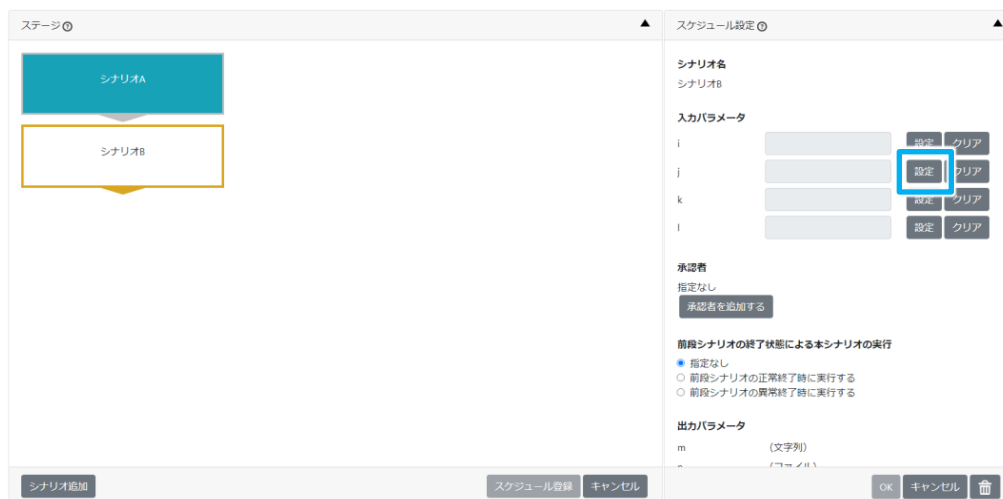 ステージ
シナリオA
シナリオB
シナリオ追加
スケジュール登録 キャンセル
スケジュール設定
シナリオ名
シナリオB
入力パラメータ
i 設定 クリア
j 設定 クリア
k 設定 クリア
l 設定 クリア
承認者
指定なし
承認者を追加する
前段シナリオの終了状態による本シナリオの実行
指定なし
前段シナリオの正常終了時に実行する
前段シナリオの異常終了時に実行する
出力パラメータ
m (文字列)
(ファイル)
OK キャンセル